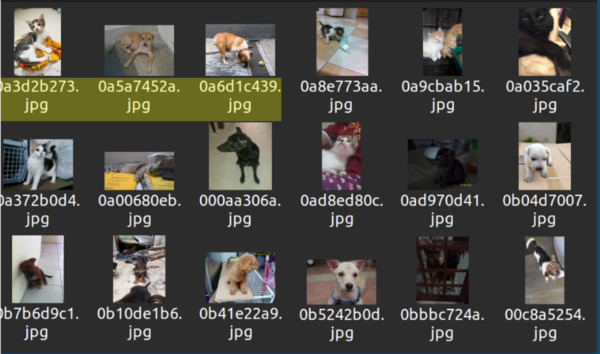 0a3d2b273. 0a5a7452a. 0a6d1c439. 0a8e773aa. 0a9cbab15. 0a035caf2.
jpg jpg jpg jpg jpg jpg
0a372b0d4. 0a00680eb. 000aa306a. 0ad8ed80c. 0ad970d41. 0b04d7007.
jpg jpg jpg jpg jpg jpg
0b7b6d9c1. 0b10de1b6. 0b41e22a9. 0b5242b0d. 0bbbc724a. 00c8a5254.
jpg jpg jpg jpg jpg jpg